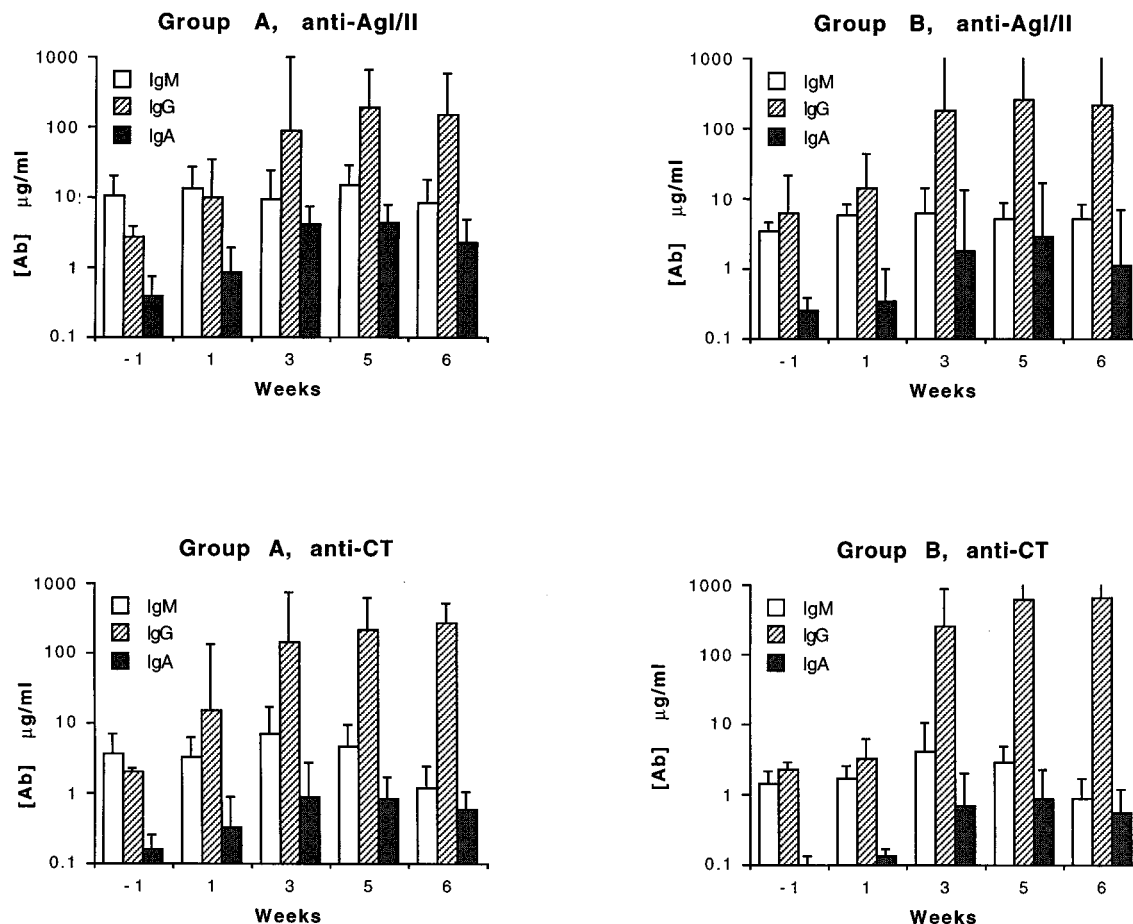 Group A, anti-AgI/II
1000
100
10
1
0.1
[Ab] µg/ml
IgM
IgG
IgA
-1 1 3 5 6
Weeks
Group B, anti-AgI/II
1000
100
10
1
0.1
[Ab] µg/ml
IgM
IgG
IgA
-1 1 3 5 6
Weeks
Group A, anti-CT
1000
100
10
1
0.1
[Ab] µg/ml
IgM
IgG
IgA
-1 1 3 5 6
Weeks
Group B, anti-CT
1000
100
10
1
0.1
[Ab] µg/ml
IgM
IgG
IgA
-1 1 3 5 6
Weeks